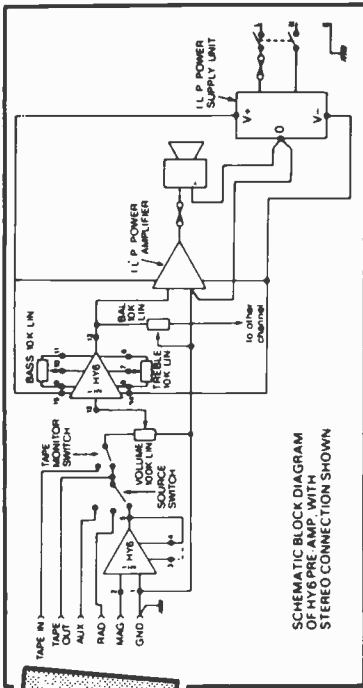 TAPE IN
TAPE OUT
AUX
RAD
MAG
GND
TAPE
MONITOR
SWITCH
VOLUME
100K LIN
SOURCE
SWITCH
HY6
BASS 10K LIN
HY6
TREBLE
10K LIN
BAL
10K
LIN
to other
channel
I L P POWER
AMPLIFIER
I L P POWER
SUPPLY UNIT
V+
O
V−
SCHEMATIC BLOCK DIAGRAM
OF HY6 PRE-AMP. WITH
STEREO CONNECTION SHOWN